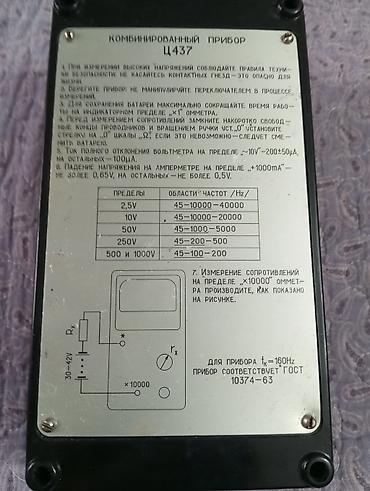 КОМБИНИРОВАННЫЙ ПРИБОР
Ц437
1. ПРИ ИЗМЕРЕНИИ ВЫСОКИХ НАПРЯЖЕНИЙ СОБЛЮДАЙТЕ ПРАВИЛА ТЕХНИ-
КИ БЕЗОПАСНОСТИ НЕ КАСАЙТЕСЬ КОНТАКТНЫХ ГНЕЗД—ЭТО ОПАСНО ДЛЯ
ЖИЗНИ.
2. БЕРЕГИТЕ ПРИБОР: НЕ МАНИПУЛИРУЙТЕ ПЕРЕКЛЮЧАТЕЛЕМ В ПРОЦЕССЕ
ИЗМЕРЕНИЙ.
3. ДЛЯ СОХРАНЕНИЯ БАТАРЕИ МАКСИМАЛЬНО СОКРАЩАЙТЕ ВРЕМЯ РАБО-
ТЫ НА ИНДИКАТОРНОМ ПРЕДЕЛЕ „×1" ОММЕТРА.
4. ПЕРЕД ИЗМЕРЕНИЕМ СОПРОТИВЛЕНИЙ ЗАМКНИТЕ НАКОРОТКО СВОБОД-
НЫЕ КОНЦЫ ПРОВОДНИКОВ И ВРАЩЕНИЕМ РУЧКИ УСТ.„0" УСТАНОВИТЕ
СТРЕЛКУ НА „0" ШКАЛЫ „Ω". ЕСЛИ ЭТО НЕВОЗМОЖНО—СЛЕДУЕТ СМЕ-
НИТЬ БАТАРЕЮ.
5. ТОК ПОЛНОГО ОТКЛОНЕНИЯ ВОЛЬТМЕТРА НА ПРЕДЕЛЕ „~10V"-200±50μA,
НА ОСТАЛЬНЫХ—100μA.
6. ПАДЕНИЕ НАПРЯЖЕНИЯ НА АМПЕРМЕТРЕ НА ПРЕДЕЛЕ „+1000mA"—
НЕ БОЛЕЕ 0,65V, НА ОСТАЛЬНЫХ—НЕ БОЛЕЕ 0,5V.
ПРЕДЕЛЫ ОБЛАСТИ ЧАСТОТ /Hz/
2,5V 45-10000-40000
10V 45-10000-20000
50V 45-1000-5000
250V 45-200-500
500 И 1000V 45-100-200
7. ИЗМЕРЕНИЕ СОПРОТИВЛЕНИЙ
НА ПРЕДЕЛЕ „×10000" ОММЕТ-
РА ПРОИЗВОДИТЕ, КАК ПОКАЗАНО
НА РИСУНКЕ.
Rx
*
rx
30-42V
×10000
ДЛЯ ПРИБОРА 160Hz
ПРИБОР СООТВЕТСТВУЕТ ГОСТ
10374-63